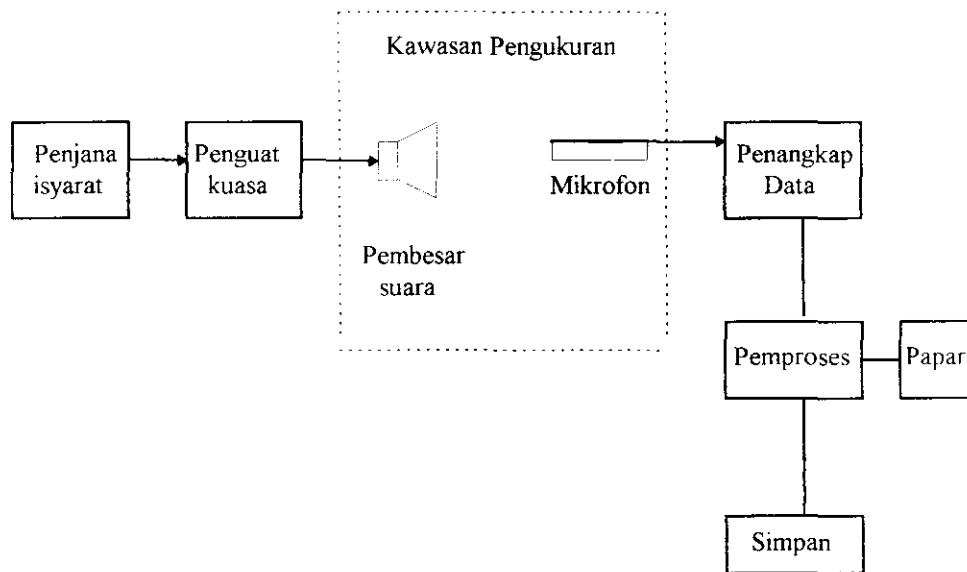 Kawasan Pengukuran
Penjana
isyarat
Penguat
kuasa
Pembesar
suara
Mikrofon
Penangkap
Data
Pemproses
Papar
Simpan